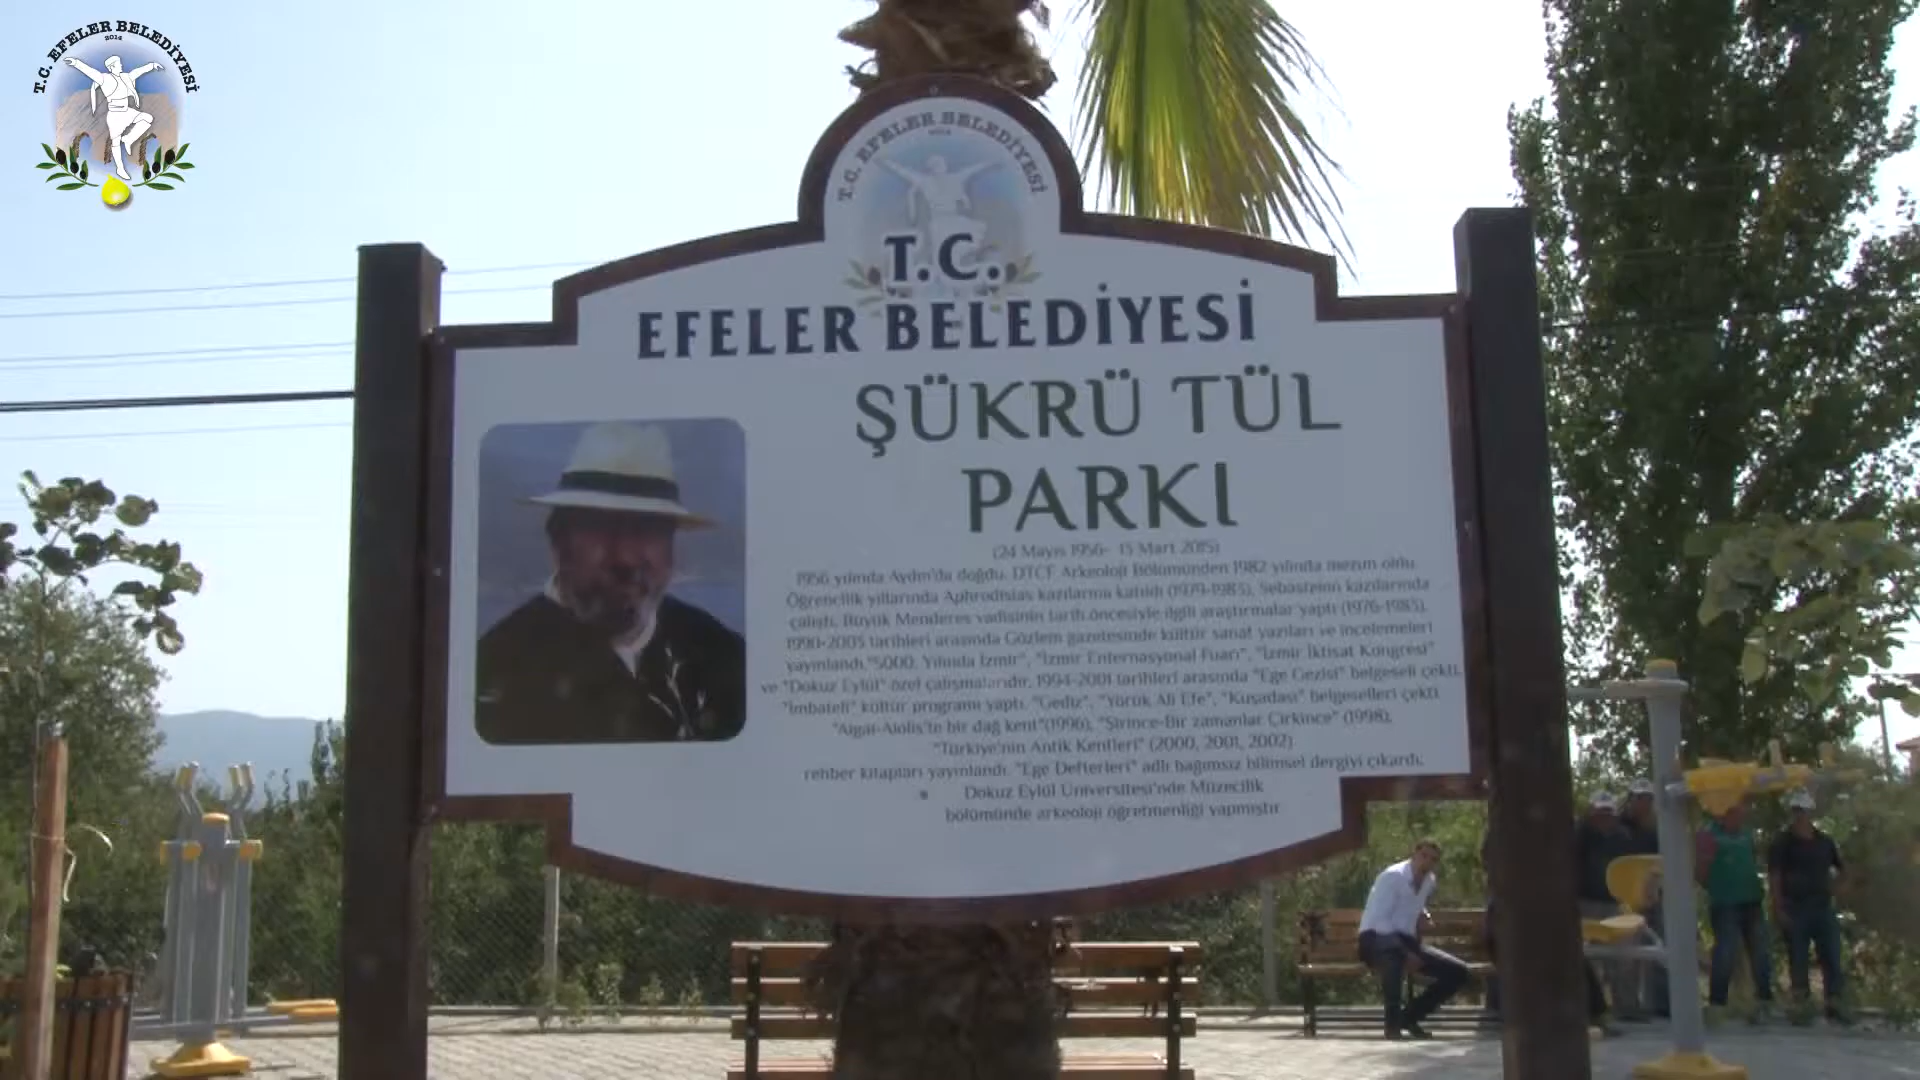 T.C. EFELER BELEDİYESİ
2014
T.C. EFELER BELEDİYESİ
2014
T.C.
EFELER BELEDİYESİ
ŞÜKRÜ TÜL
PARKI
(24 Mayıs 1956- 15 Mart 2015)
1956 yılında Aydın'da doğdu. DTCF Arkeoloji Bölümünden 1982 yılında mezun oldu.
Öğrencilik yıllarında Aphrodisias kazılarına katıldı (1979-1985), Sebasteion kazılarında
çalıştı. Büyük Menderes vadisinin tarih öncesiyle ilgili araştırmalar yaptı (1976-1985).
1990-2005 tarihleri arasında Gözlem gazetesinde kültür sanat yazıları ve incelemeleri
yayınlandı."5000. Yılında İzmir", "İzmir Enternasyonal Fuarı", "İzmir İktisat Kongresi"
ve "Dokuz Eylül" özel çalışmalarıdır. 1994-2001 tarihleri arasında "Ege Gezisi" belgeseli çekti.
"İmbateli" kültür programı yaptı. "Gediz", "Yörük Ali Efe", "Kuşadası" belgeselleri çekti
"Aigai-Aiolis'in bir dağ kent"(1996), "Şirince-Bir zamanlar Çirkince" (1998),
"Türkiye'nin Antik Kentleri" (2000, 2001, 2002)
rehber kitapları yayınlandı. "Ege Defterleri" adlı bağımsız bilimsel dergiyi çıkardı.
Dokuz Eylül Üniversitesi'nde Müzecilik
bölümünde arkeoloji öğretmenliği yapmıştır